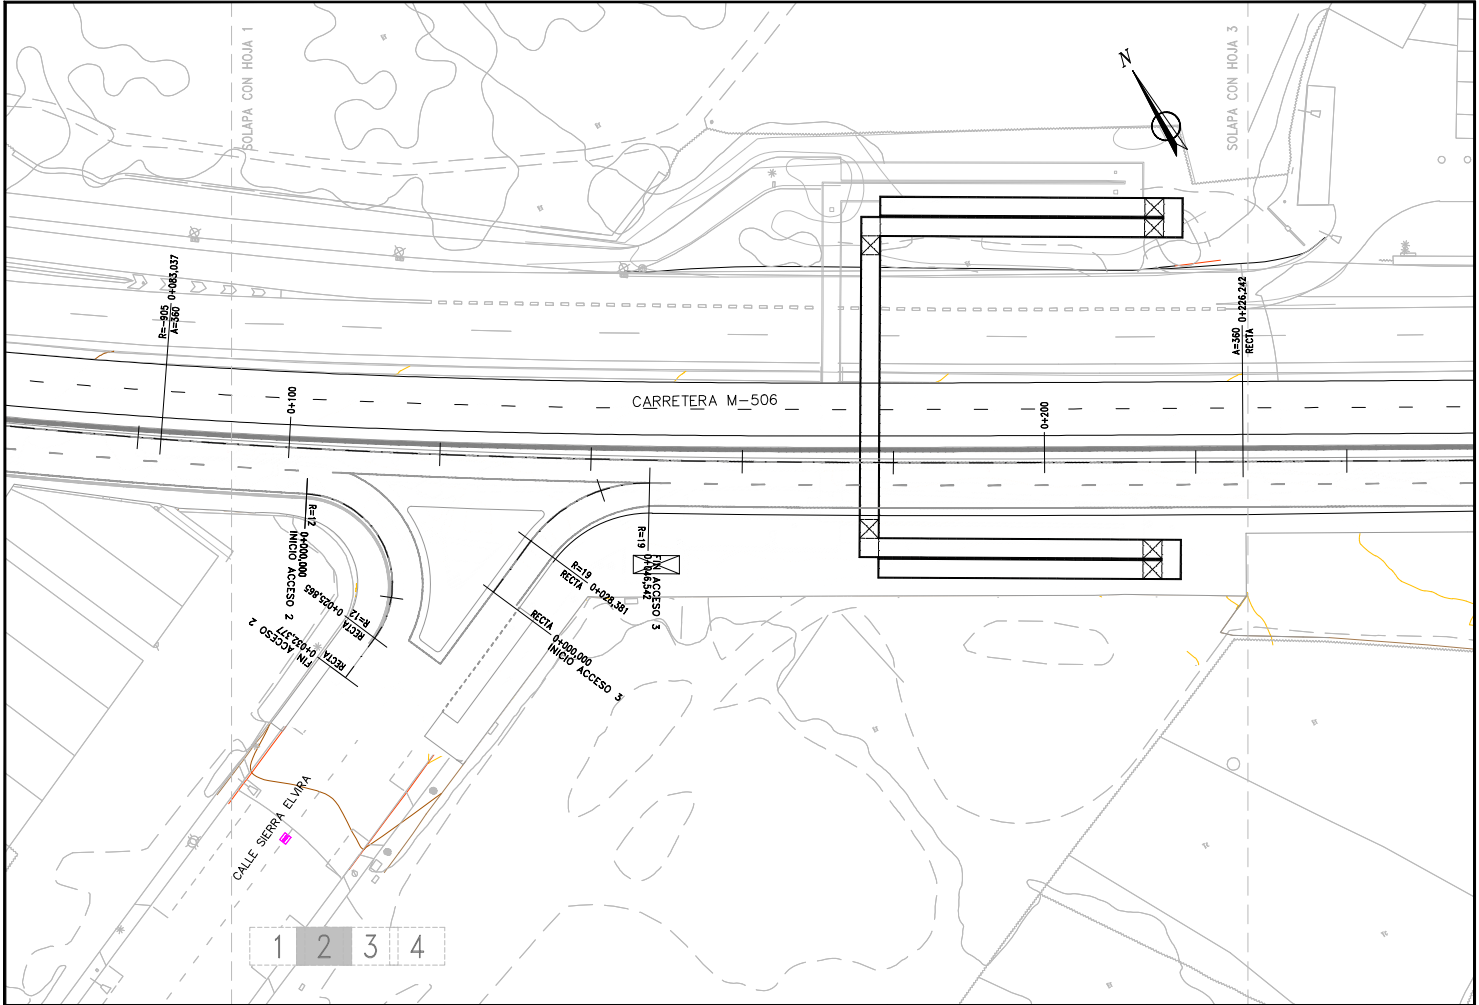 SOLAPA CON HOJA 1
SOLAPA CON HOJA 3
N
R=-905 0+083,037
A=360
A=360 0+226,242
RECTA
0+100
CARRETERA M-506
0+200
R=12
0+000,000
INICIO ACCESO 2
R=12
0+025,865
RECTA
RECTA
0+032,377
FIN ACCESO 2
R=19
0+046,542
FIN ACCESO 3
R=19 0+028,381
RECTA
RECTA 0+000,000
INICIO ACCESO 3
CALLE SIERRA ELVIRA
1 2 3 4